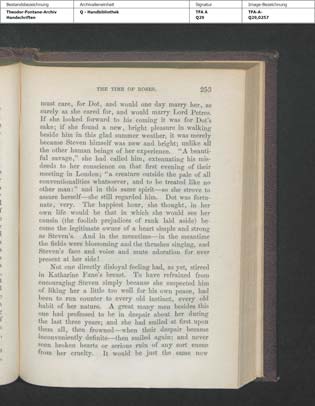 Bestandsbezeichnung
Archivalieneinheit
Signatur
Image-Bezeichnung
Theodor-Fontane-Archiv
Handschriften
Q - Handbibliothek
TFA A
Q29
TFA-A-
Q29,0257
THE TIME OF ROSES. 253
must care, for Dot, and would one day marry her, as
surely as she cared for, and would marry Lord Petres.
If she looked forward to his coming it was for Dot's
sake; if she found a new, bright pleasure in walking
beside him in this glad summer weather, it was merely
because Steven himself was new and bright; unlike all
the other human beings of her experience. "A beauti-
ful savage," she had called him, extenuating his mis-
deeds to her conscience on that first evening of their
meeting in London; "a creature outside the pale of all
conventionalities whatsoever, and to be treated like no
other man:" and in this same spirit—so she strove to
assure herself—she still regarded him. Dot was fortu-
nate, very. The happiest hour, she thought, in her
own life would be that in which she would see her
cousin (the foolish prejudices of rank laid aside) be-
come the legitimate owner of a heart simple and strong
as Steven's. And in the meantime—in the meantime
the fields were blossoming and the thrushes singing, and
Steven's face and voice and mute adoration for ever
present at her side!
Not one directly disloyal feeling had, as yet, stirred
in Katharine Fane's breast. To have refrained from
encouraging Steven simply because she suspected him
of liking her a little too well for his own peace, had
been to run counter to every old instinct, every old
habit of her nature. A great many men besides this
one had professed to be in despair about her during
the last three years; and she had smiled at first upon
them all, then frowned—when their despair became
inconveniently definite—then smiled again; and never
seen broken hearts or serious ruin of any sort ensue
from her cruelty. It would be just the same now